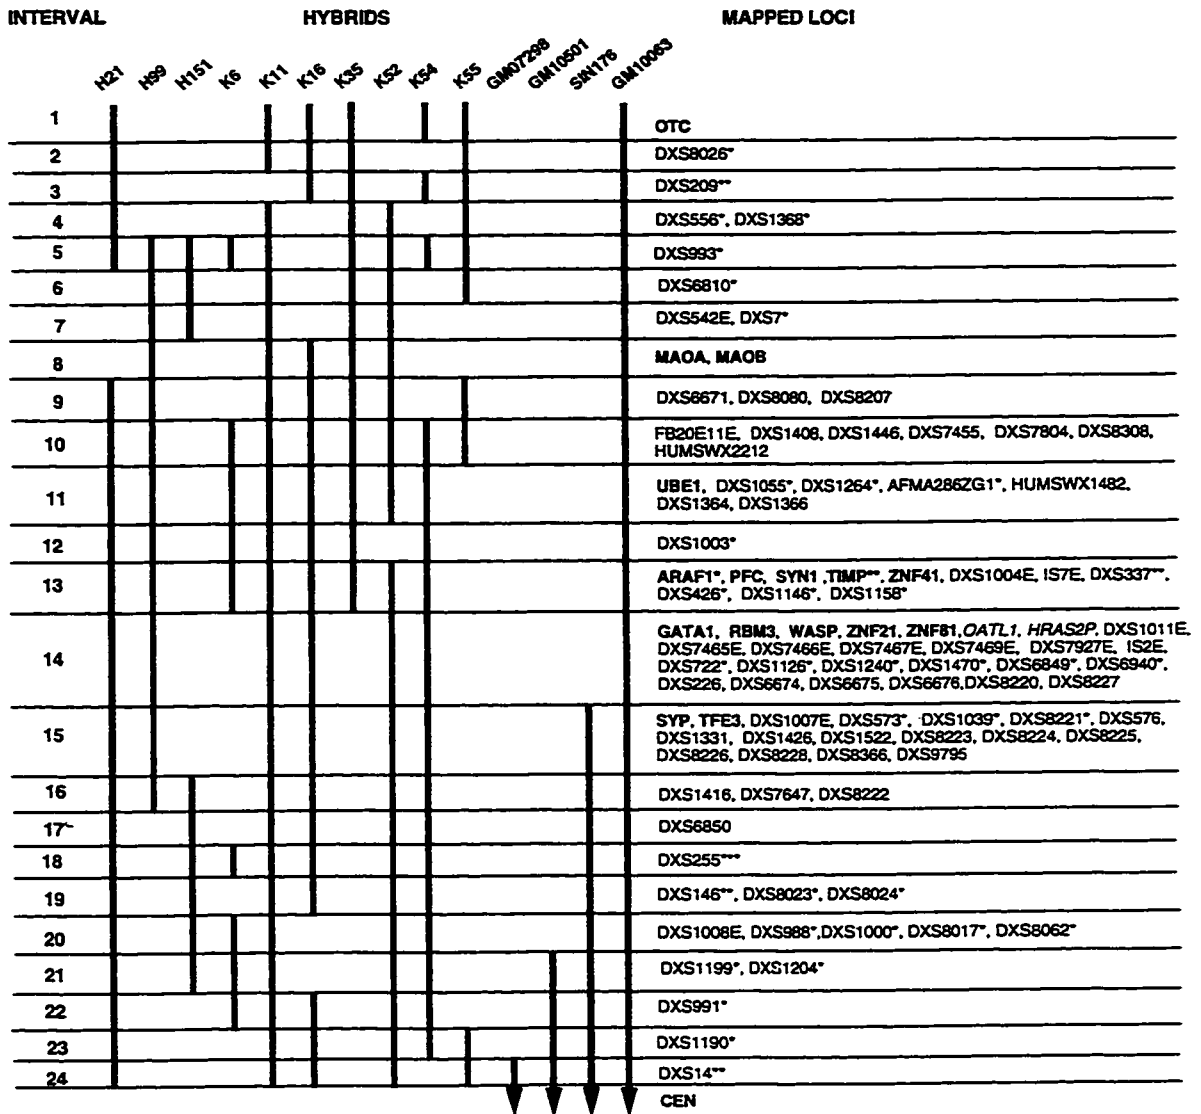 INTERVAL HYBRIDS MAPPED LOCI
H21 H99 H151 K6 K11 K16 K35 K52 K54 K55 GM07298 GM10501 SIN176 GM10063
1 OTC
2 DXS8026*
3 DXS209**
4 DXS556*, DXS1368*
5 DXS993*
6 DXS6810*
7 DXS542E, DXS7*
8 MAOA, MAOB
9 DXS6671, DXS8080, DXS8207
10 FB20E11E, DXS1408, DXS1446, DXS7455, DXS7804, DXS8308,
HUMSWX2212
11 UBE1, DXS1055*, DXS1264*, AFMA286ZG1*, HUMSWX1482,
DXS1364, DXS1366
12 DXS1003*
13 ARAF1*, PFC, SYN1 ,TIMP**, ZNF41, DXS1004E, IS7E, DXS337**,
DXS426*, DXS1146*, DXS1158*
14 GATA1, RBM3, WASP, ZNF21, ZNF81,OATL1, HRAS2P, DXS1011E,
DXS7465E, DXS7466E, DXS7467E, DXS7469E, DXS7927E, IS2E,
DXS722*, DXS1126*, DXS1240*, DXS1470*, DXS6849*, DXS6940*,
DXS226, DXS6674, DXS6675, DXS6676,DXS8220, DXS8227
15 SYP, TFE3, DXS1007E, DXS573*, DXS1039*, DXS8221*, DXS576,
DXS1331, DXS1426, DXS1522, DXS8223, DXS8224, DXS8225,
DXS8226, DXS8228, DXS8366, DXS9795
16 DXS1416, DXS7647, DXS8222
17 DXS6850
18 DXS255***
19 DXS146**, DXS8023*, DXS8024*
20 DXS1008E, DXS988*,DXS1000*, DXS8017*, DXS8062*
21 DXS1199*, DXS1204*
22 DXS991*
23 DXS1190*
24 DXS14**
CEN